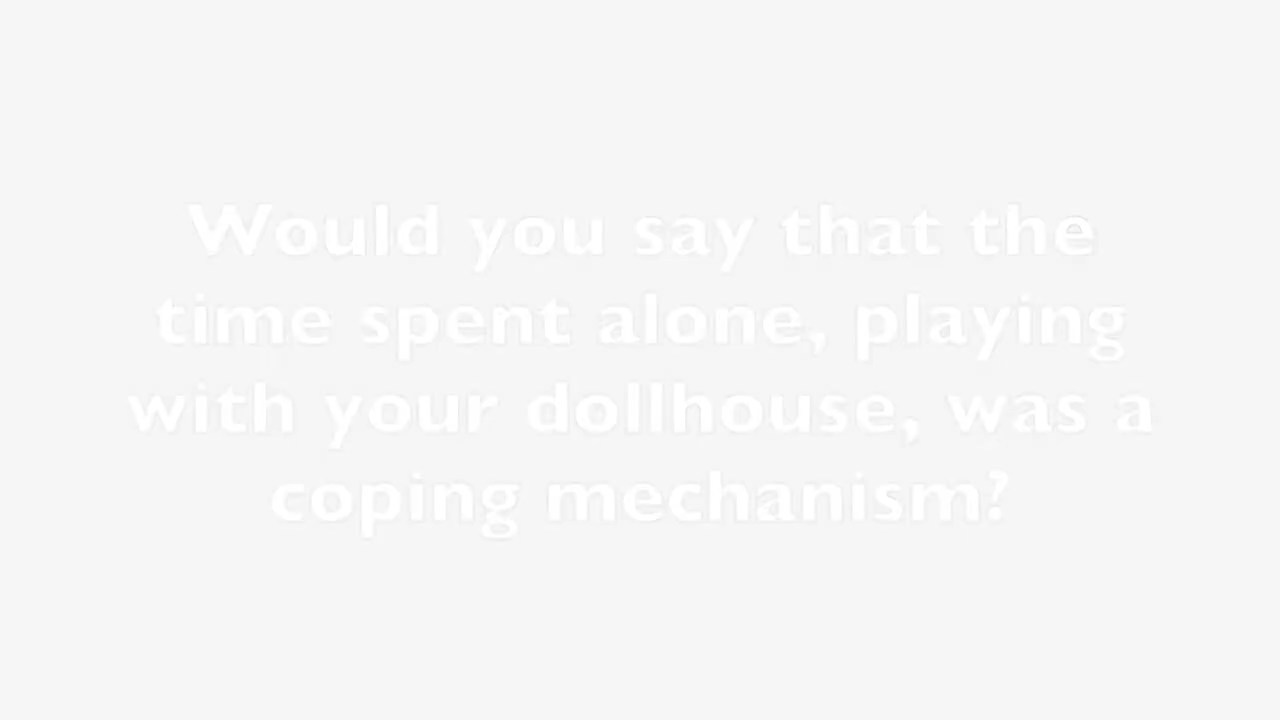 Would you say that the
time spent alone, playing
with your dollhouse, was a
coping mechanism?